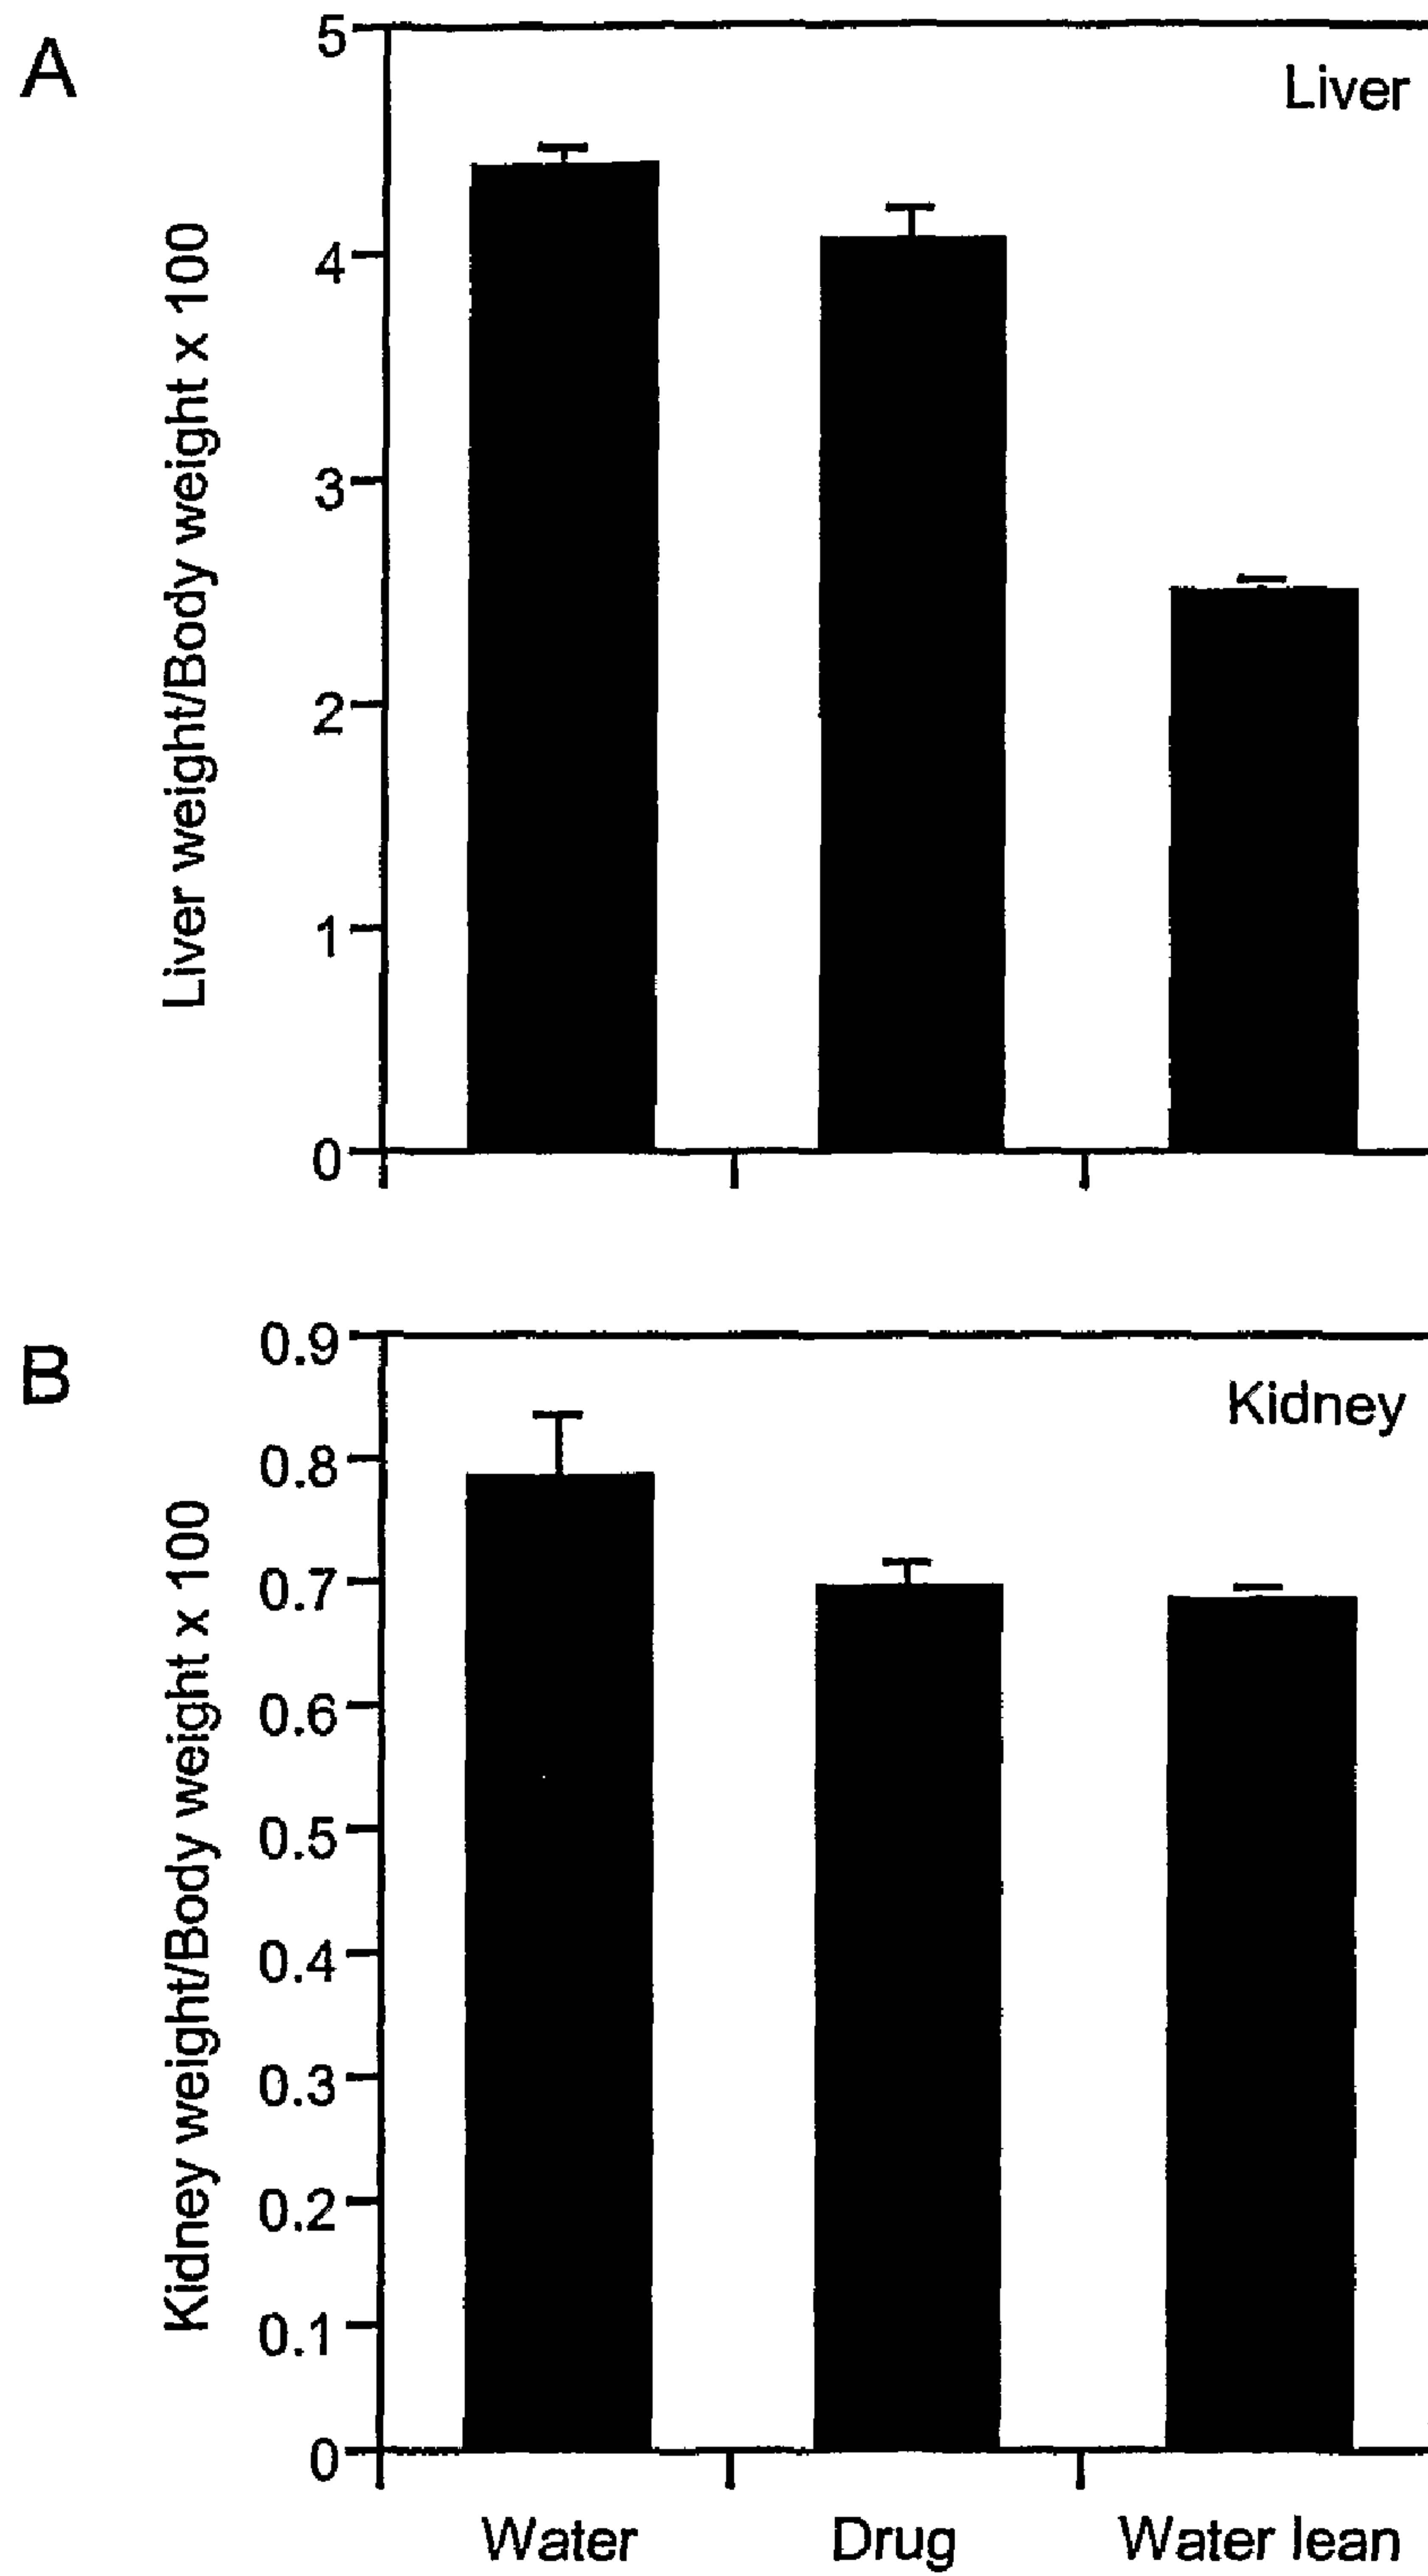 A
Liver
Liver weight/Body weight x 100
5
4
3
2
1
0
B
Kidney
Kidney weight/Body weight x 100
0.9
0.8
0.7
0.6
0.5
0.4
0.3
0.2
0.1
0
Water Drug Water lean